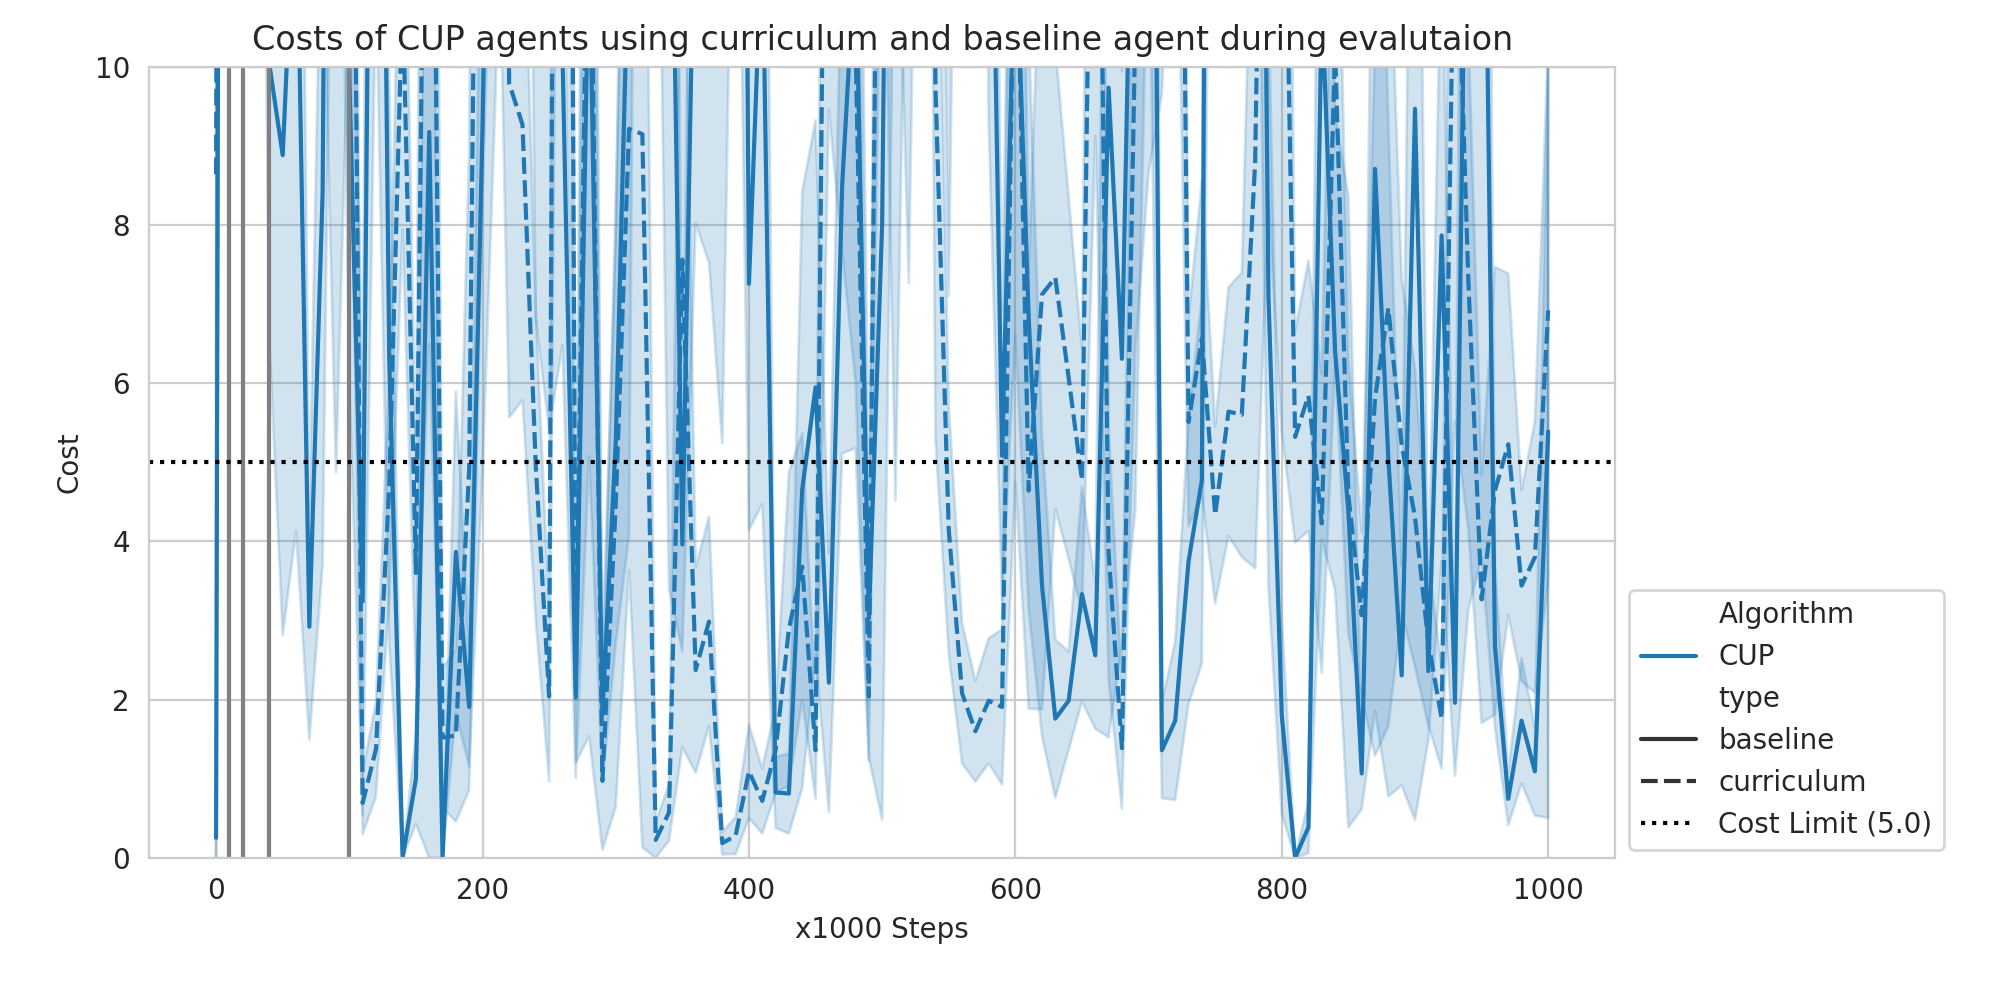 Costs of CUP agents using curriculum and baseline agent during evalutaion
10
8
6
4
2
0
Cost
0
200
400
600
800
1000
x1000 Steps
Algorithm
CUP
type
baseline
curriculum
Cost Limit (5.0)